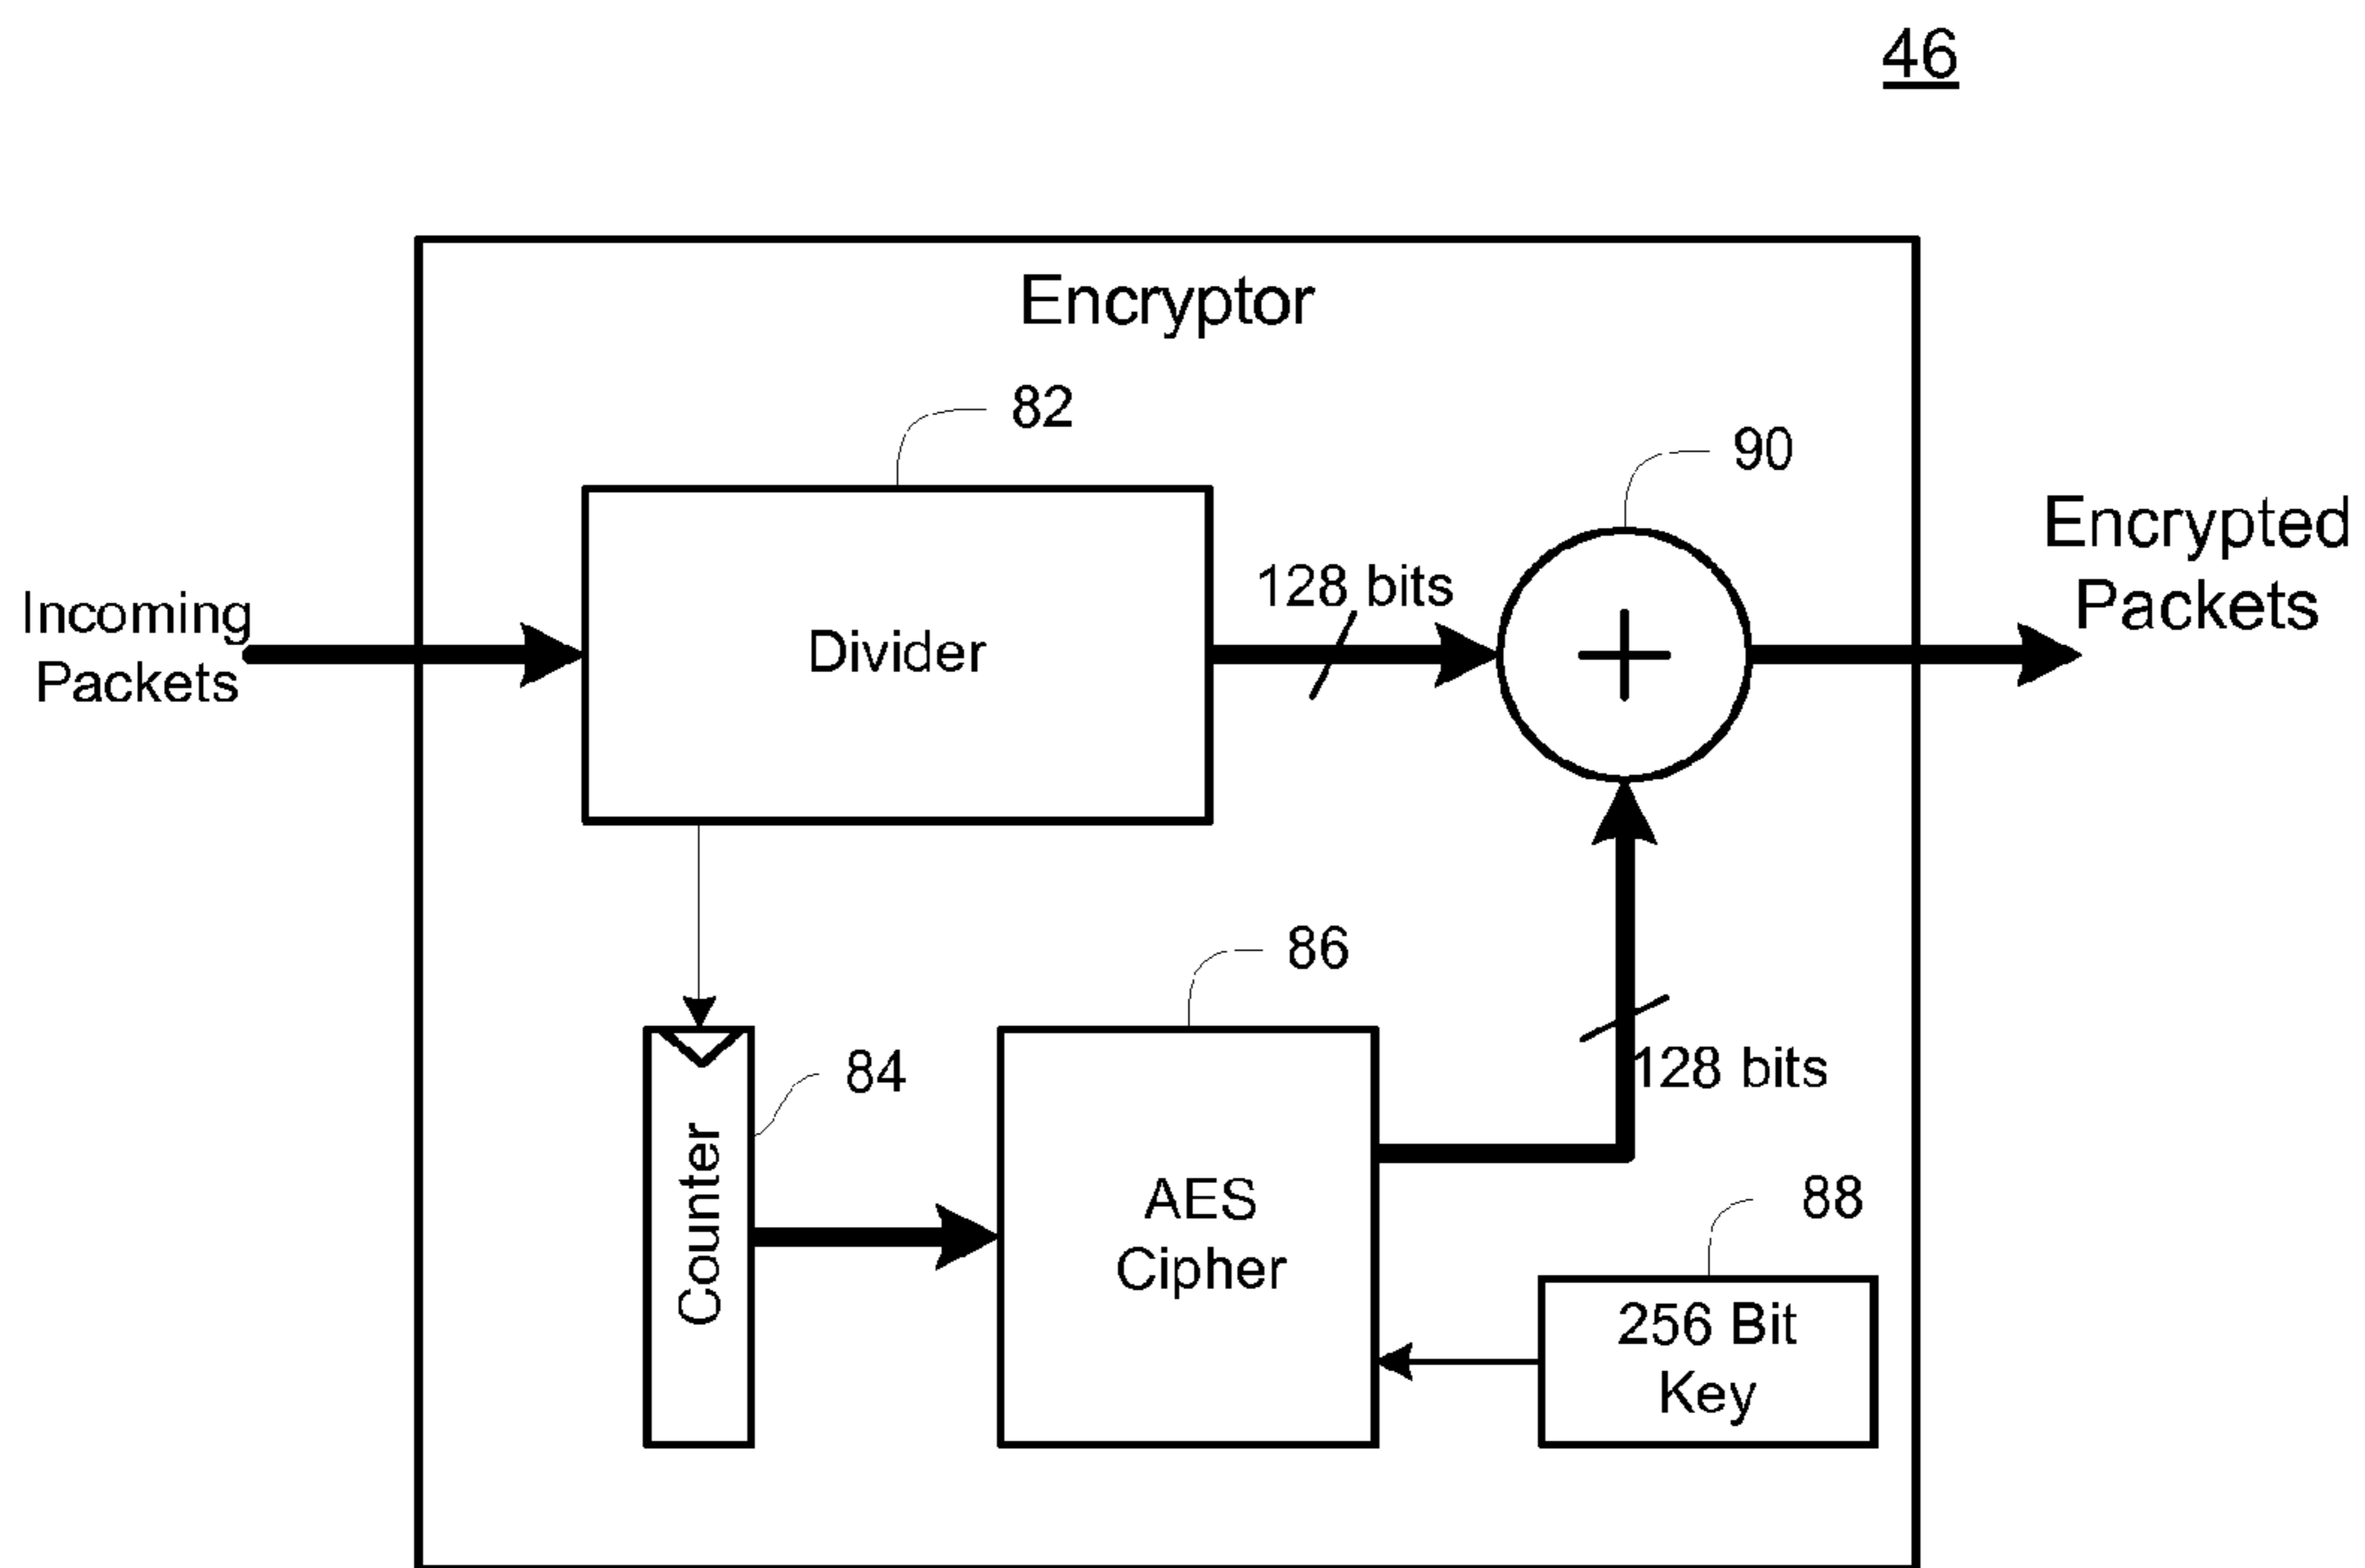 46
Encryptor
82
90
Encrypted
Packets
128 bits
Incoming
Packets
Divider
86
128 bits
84
Counter
AES
Cipher
88
256 Bit
Key